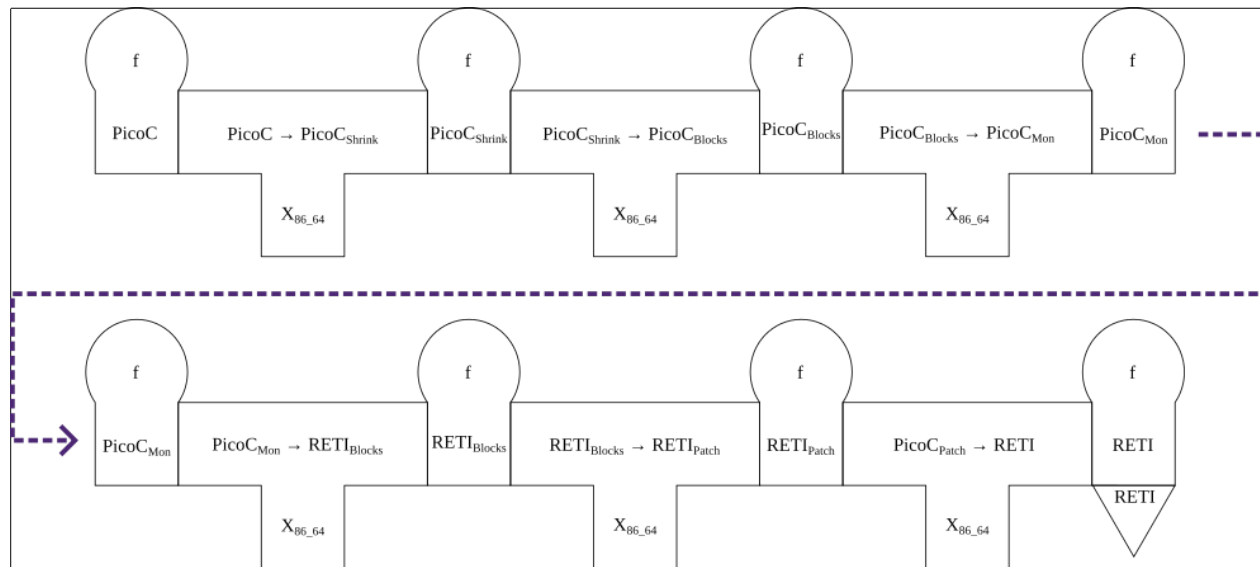 f
f
f
f
PicoC
PicoC → PicoC_Shrink
PicoC_Shrink
PicoC_Shrink → PicoC_Blocks
PicoC_Blocks
PicoC_Blocks → PicoC_Mon
PicoC_Mon
X_86_64
X_86_64
X_86_64
f
f
f
f
PicoC_Mon
PicoC_Mon → RETI_Blocks
RETI_Blocks
RETI_Blocks → RETI_Patch
RETI_Patch
PicoC_Patch → RETI
RETI
RETI
X_86_64
X_86_64
X_86_64